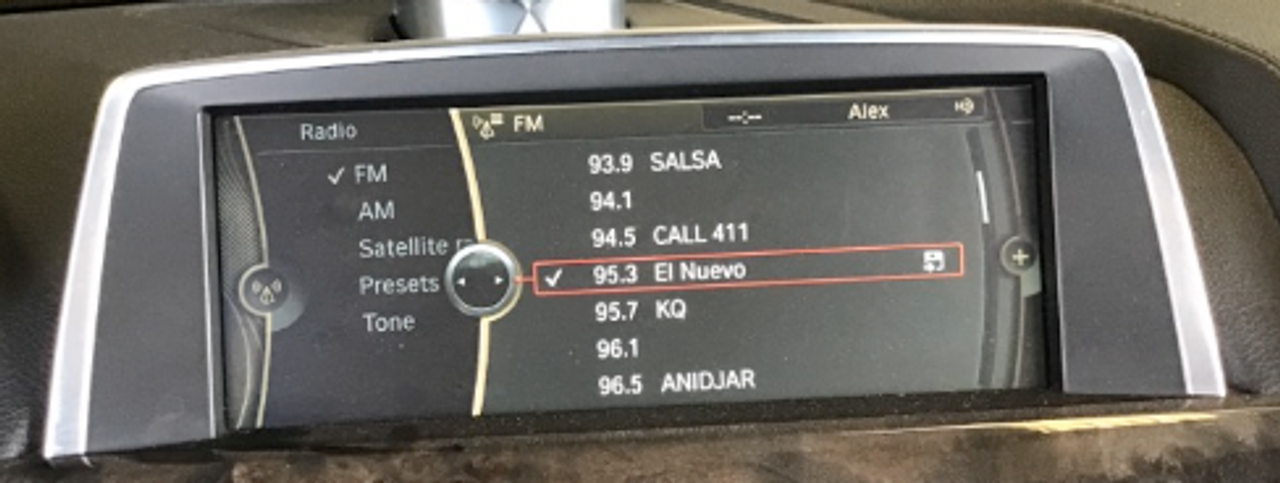 Radio
FM
AM
Satellite
Presets
Tone
FM
--:--
Alex
93.9 SALSA
94.1
94.5 CALL 411
95.3 El Nuevo
95.7 KQ
96.1
96.5 ANIDJAR